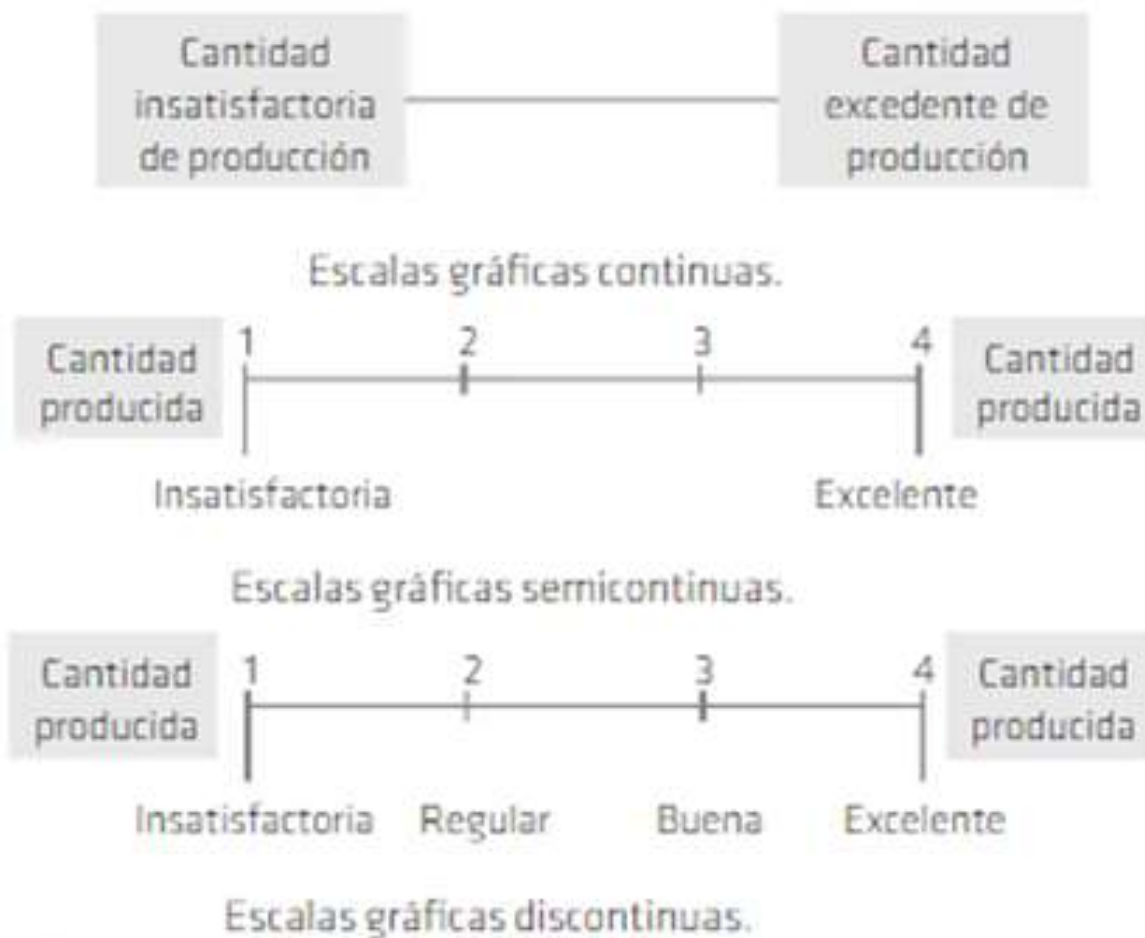 Cantidad
insatisfactoria
de producción
Cantidad
excedente de
producción
Escalas gráficas continuas.
Cantidad
producida
1 2 3 4
Cantidad
producida
Insatisfactoria Excelente
Escalas gráficas semicontinuas.
Cantidad
producida
1 2 3 4
Cantidad
producida
Insatisfactoria Regular Buena Excelente
Escalas gráficas discontinuas.